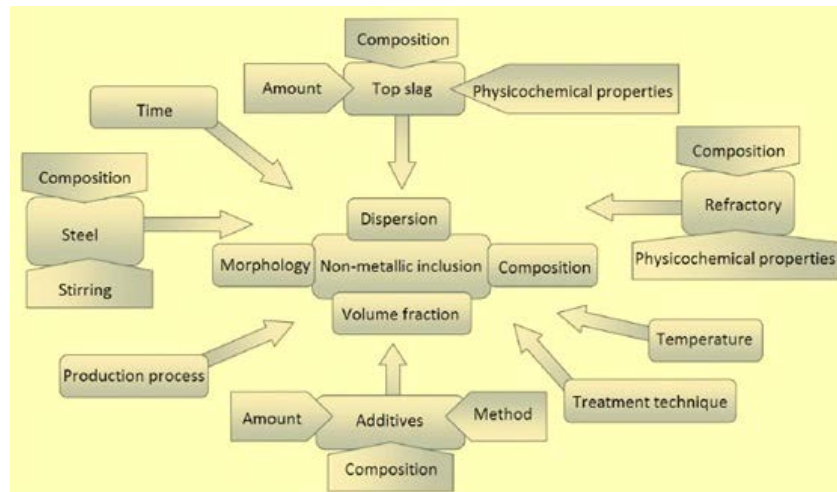 Composition
Amount
Top slag
Physicochemical properties
Time
Composition
Composition
Steel
Refractory
Dispersion
Morphology
Non-metallic inclusion
Composition
Physicochemical properties
Stirring
Volume fraction
Temperature
Production process
Treatment technique
Amount
Additives
Method
Composition